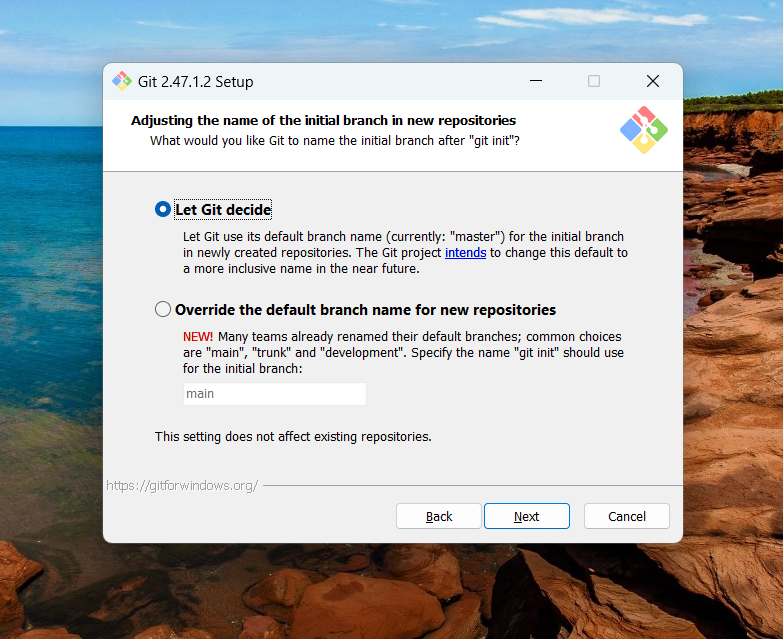 Git 2.47.1.2 Setup
Adjusting the name of the initial branch in new repositories
What would you like Git to name the initial branch after "git init"?
Let Git decide
Let Git use its default branch name (currently: "master") for the initial branch
in newly created repositories. The Git project intends to change this default to
a more inclusive name in the near future.
Override the default branch name for new repositories
NEW! Many teams already renamed their default branches; common choices
are "main", "trunk" and "development". Specify the name "git init" should use
for the initial branch:
main
This setting does not affect existing repositories.
https://gitforwindows.org/
Back Next Cancel